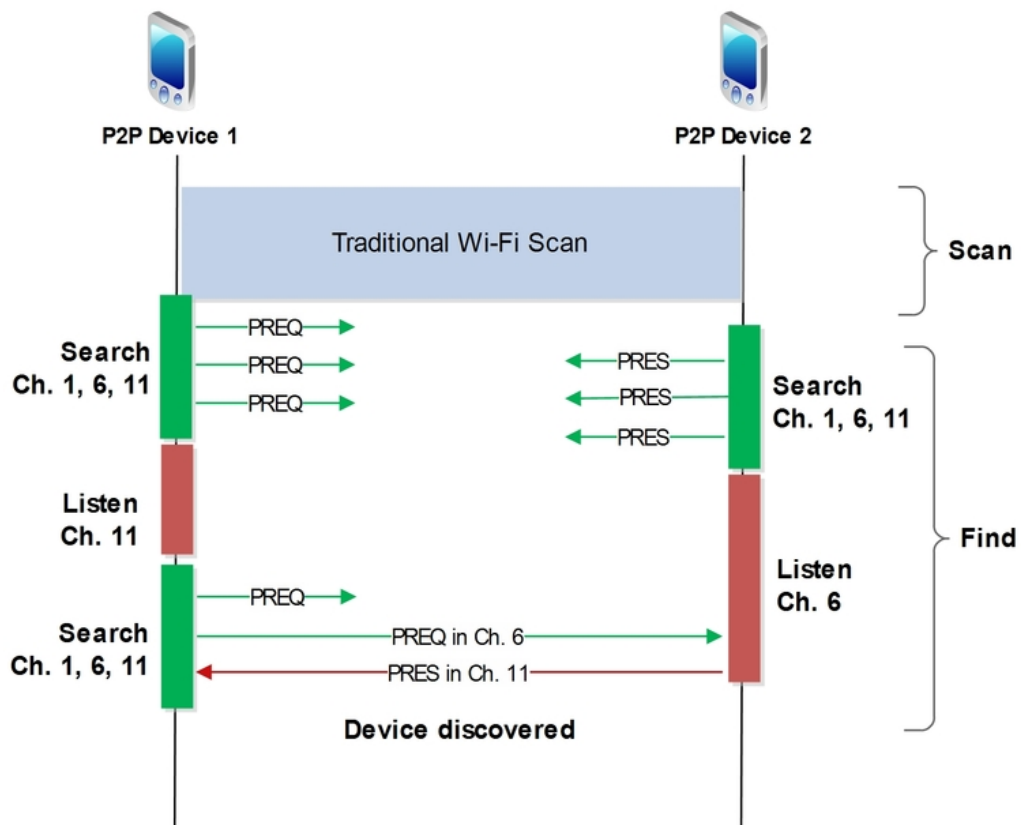 P2P Device 1
P2P Device 2
Traditional Wi-Fi Scan
Scan
Search
Ch. 1, 6, 11
PREQ
PREQ
PREQ
PRES
PRES
PRES
Search
Ch. 1, 6, 11
Listen
Ch. 11
Find
Listen
Ch. 6
Search
Ch. 1, 6, 11
PREQ
PREQ in Ch. 6
PRES in Ch. 11
Device discovered